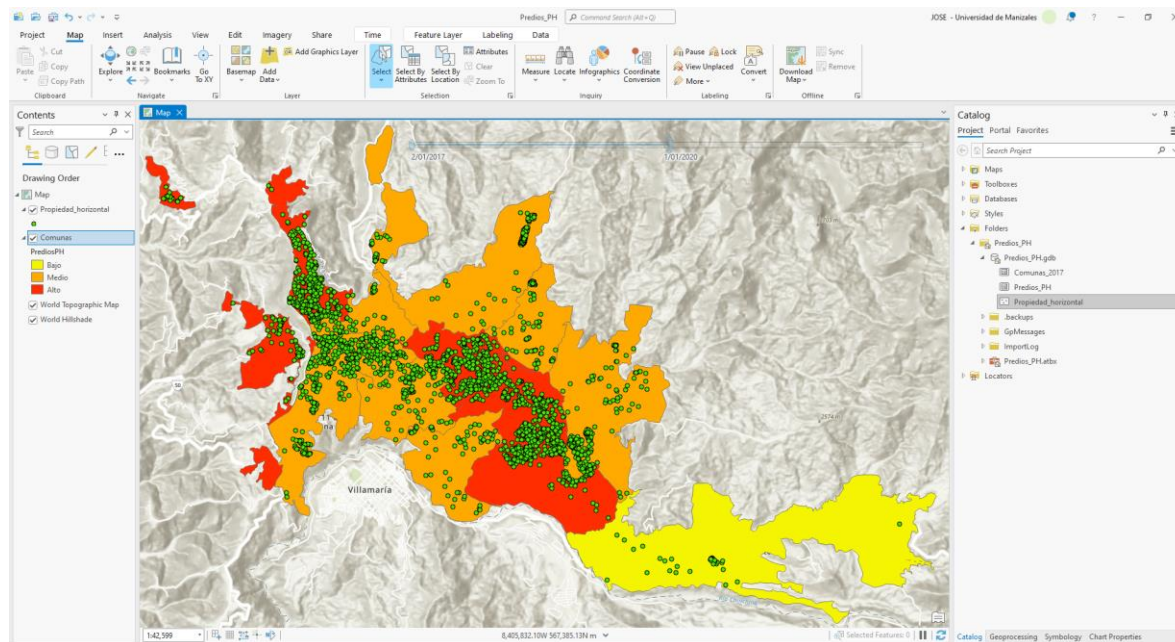 Predios_PH
Command Search (Alt+Q)
JOSE - Universidad de Manizales
?
Project Map Insert Analysis View Edit Imagery Share Time Feature Layer Labeling Data
Paste
Cut
Copy
Copy Path
Clipboard
Explore
Bookmarks
Go To XY
Navigate
Basemap
Add Data
Add Graphics Layer
Layer
Select
Select By Attributes
Select By Location
Attributes
Clear
Zoom To
Selection
Measure
Locate
Infographics
Coordinate Conversion
Inquiry
Pause
Lock
View Unplaced
More
Convert
Labeling
Download Map
Sync
Remove
Offline
Contents
Search
Drawing Order
Map
Propiedad_horizontal
Comunas
PrediosPH
Bajo
Medio
Alto
World Topographic Map
World Hillshade
Map
2/01/2017
1/01/2020
50
Villamaría
1:42,599
8,405,832.10W 567,385.13N m
Selected Features: 0
Catalog
Project Portal Favorites
Search Project
Maps
Toolboxes
Databases
Styles
Folders
Predios_PH
Predios_PH.gdb
Comunas_2017
Predios_PH
Propiedad_horizontal
.backups
GpMessages
ImportLog
Predios_PH.atbx
Locators
Catalog Geoprocessing Symbology Chart Properties